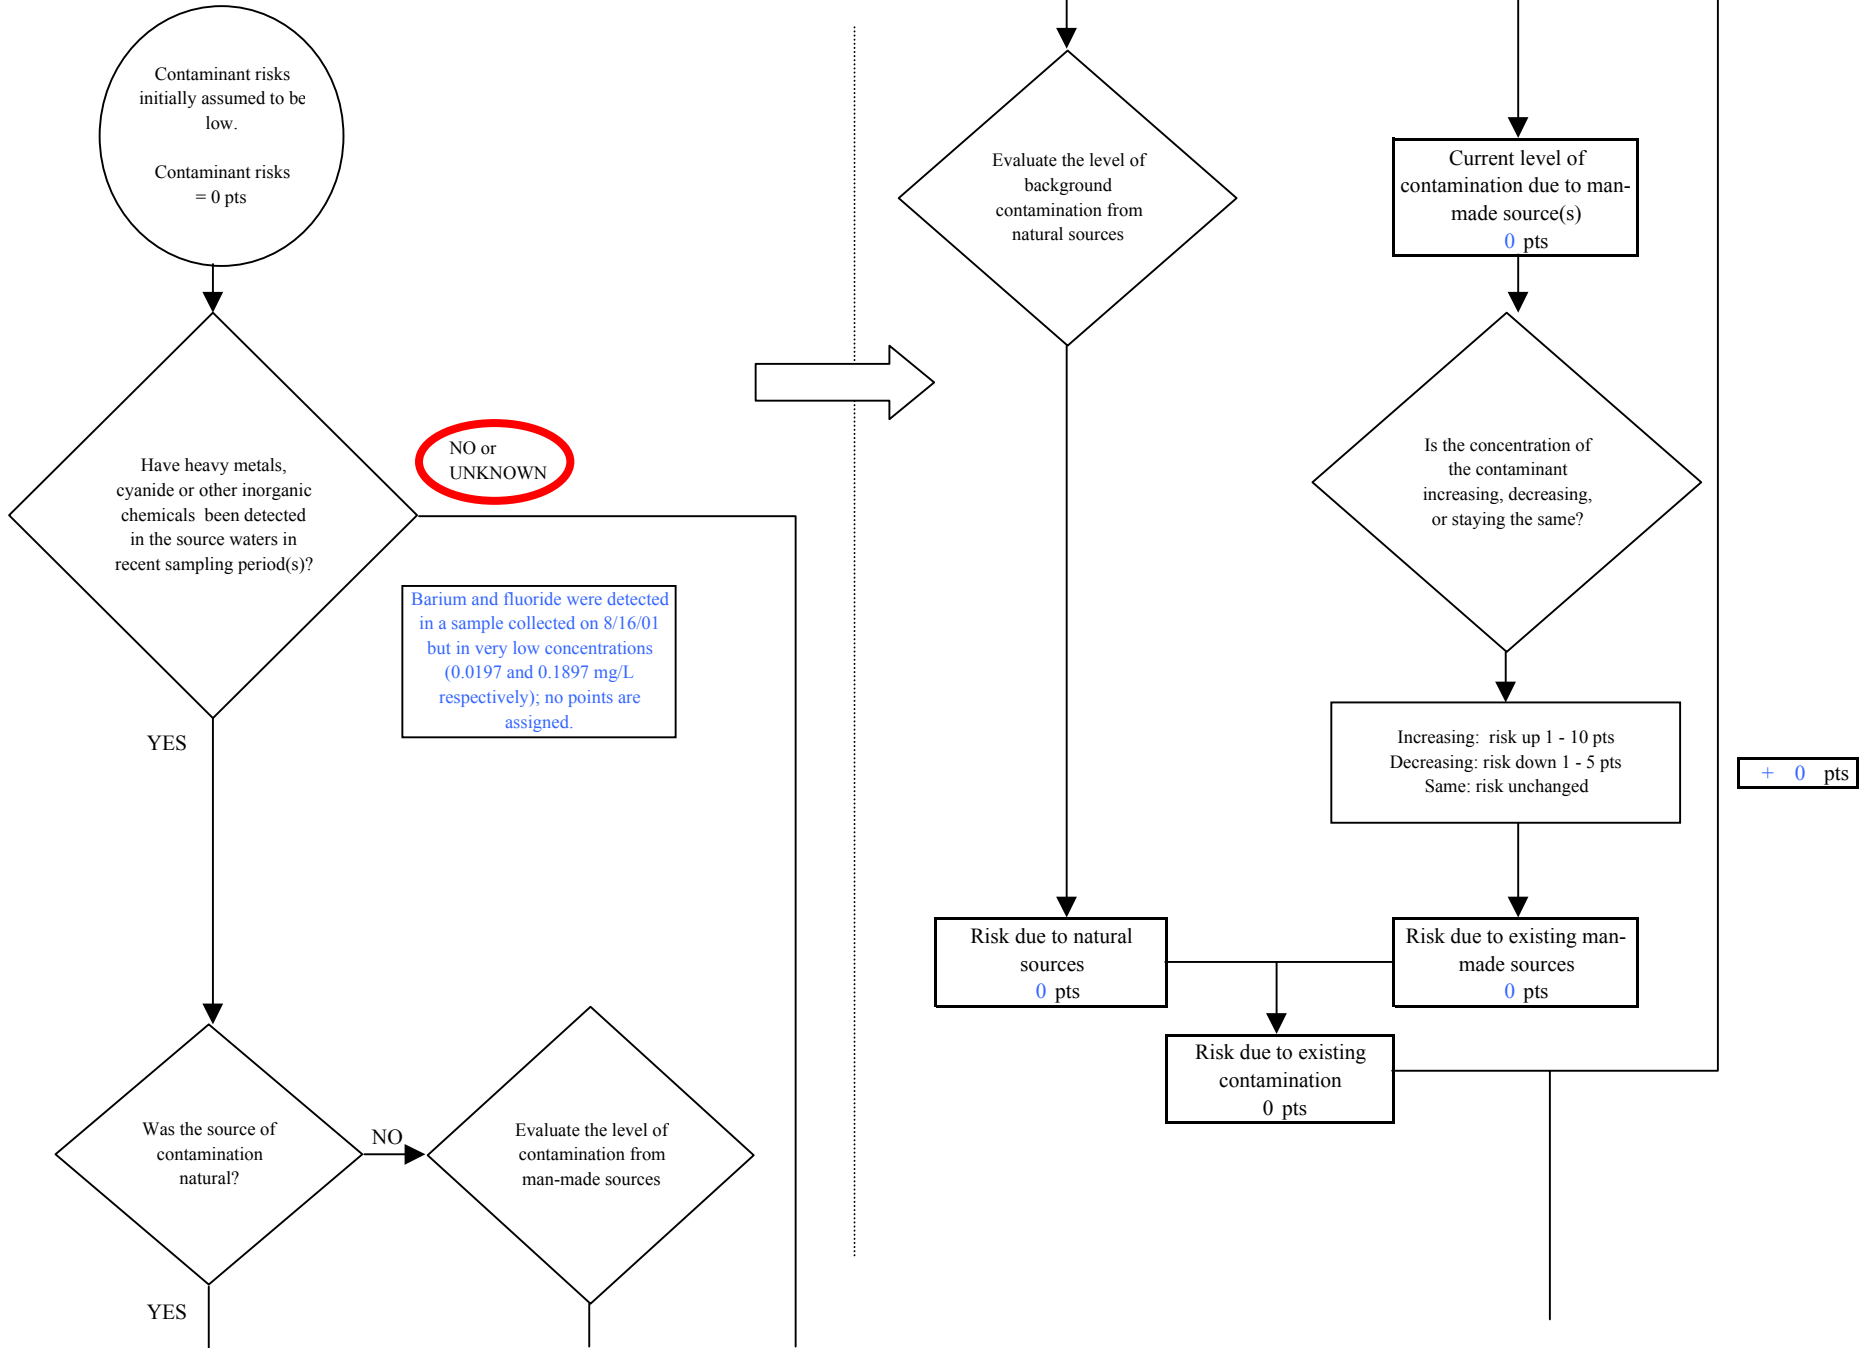 Contaminant risks
initially assumed to be
low.
Contaminant risks
= 0 pts
Have heavy metals,
cyanide or other inorganic
chemicals been detected
in the source waters in
recent sampling period(s)?
NO or
UNKNOWN
Barium and fluoride were detected
in a sample collected on 8/16/01
but in very low concentrations
(0.0197 and 0.1897 mg/L
respectively); no points are
assigned.
YES
Was the source of
contamination
natural?
NO
Evaluate the level of
contamination from
man-made sources
YES
Evaluate the level of
background
contamination from
natural sources
Current level of
contamination due to man-
made source(s)
0 pts
Is the concentration of
the contaminant
increasing, decreasing,
or staying the same?
Increasing: risk up 1 - 10 pts
Decreasing: risk down 1 - 5 pts
Same: risk unchanged
+ 0 pts
Risk due to natural
sources
0 pts
Risk due to existing man-
made sources
0 pts
Risk due to existing
contamination
0 pts